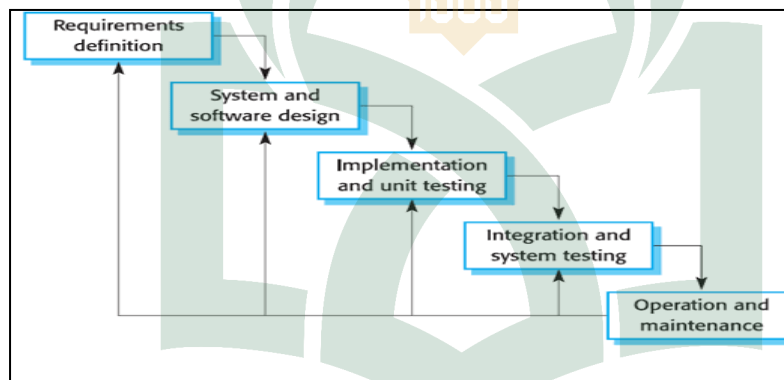 Requirements
definition
System and
software design
Implementation
and unit testing
Integration and
system testing
Operation and
maintenance